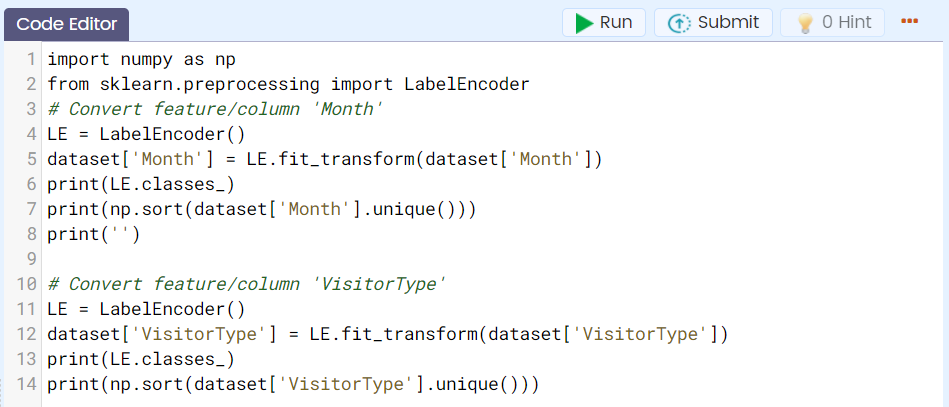 Code Editor
Run
Submit
0 Hint
1 import numpy as np
2 from sklearn.preprocessing import LabelEncoder
3 # Convert feature/column 'Month'
4 LE = LabelEncoder()
5 dataset['Month'] = LE.fit_transform(dataset['Month'])
6 print(LE.classes_)
7 print(np.sort(dataset['Month'].unique()))
8 print('')
9
10 # Convert feature/column 'VisitorType'
11 LE = LabelEncoder()
12 dataset['VisitorType'] = LE.fit_transform(dataset['VisitorType'])
13 print(LE.classes_)
14 print(np.sort(dataset['VisitorType'].unique()))